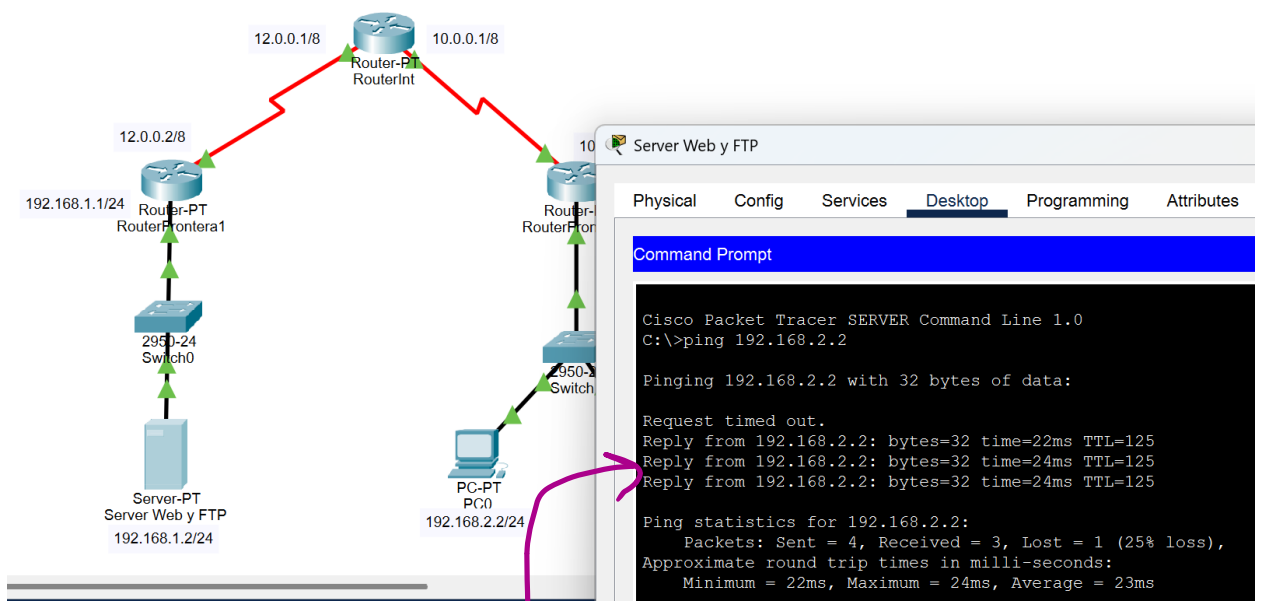 12.0.0.1/8
10.0.0.1/8
Router-PT
RouterInt
12.0.0.2/8
10
192.168.1.1/24
Router-PT
RouterFrontera1
Router-
RouterFron
2950-24
Switch0
2950-2
Switch
Server-PT
Server Web y FTP
192.168.1.2/24
PC-PT
PC0
192.168.2.2/24
Server Web y FTP
Physical Config Services Desktop Programming Attributes
Command Prompt
Cisco Packet Tracer SERVER Command Line 1.0
C:\>ping 192.168.2.2
Pinging 192.168.2.2 with 32 bytes of data:
Request timed out.
Reply from 192.168.2.2: bytes=32 time=22ms TTL=125
Reply from 192.168.2.2: bytes=32 time=24ms TTL=125
Reply from 192.168.2.2: bytes=32 time=24ms TTL=125
Ping statistics for 192.168.2.2:
Packets: Sent = 4, Received = 3, Lost = 1 (25% loss),
Approximate round trip times in milli-seconds:
Minimum = 22ms, Maximum = 24ms, Average = 23ms